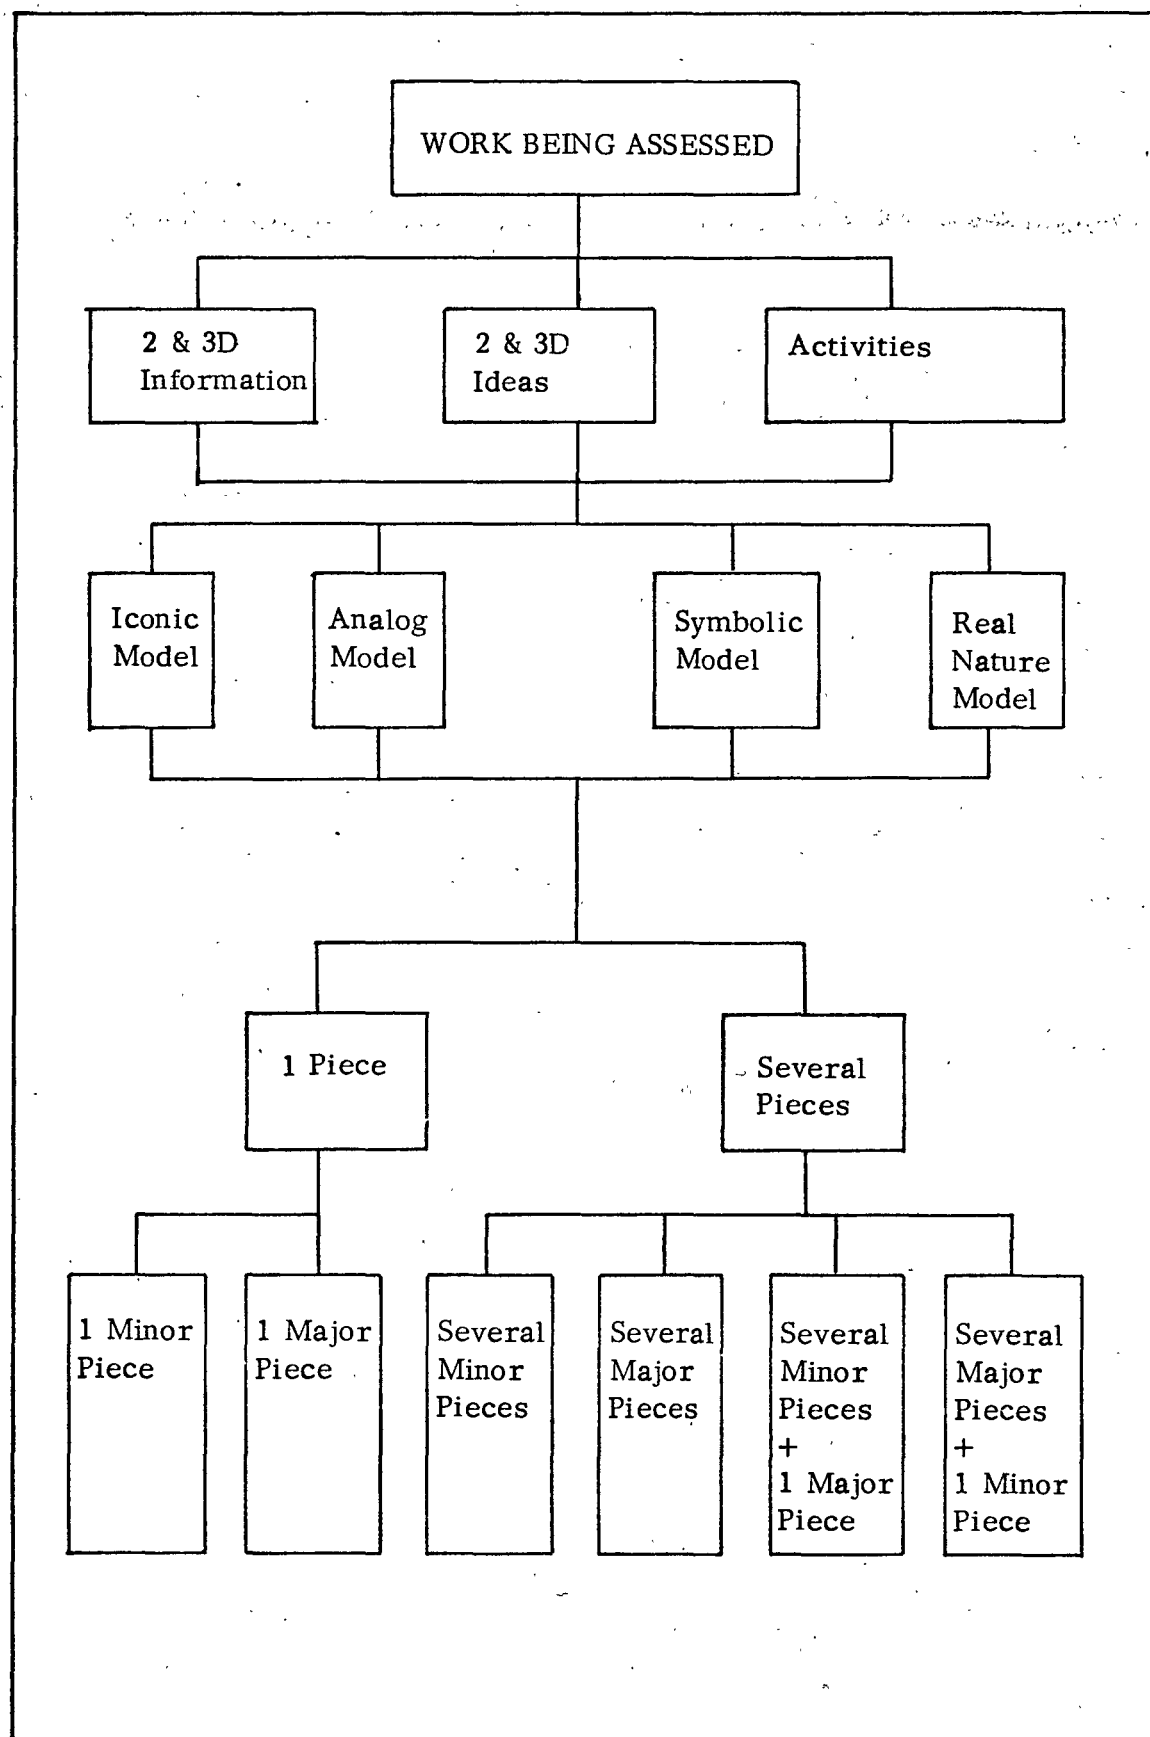 WORK BEING ASSESSED
2 & 3D
Information
2 & 3D
Ideas
Activities
Iconic
Model
Analog
Model
Symbolic
Model
Real
Nature
Model
1 Piece
Several
Pieces
1 Minor
Piece
1 Major
Piece
Several
Minor
Pieces
Several
Major
Pieces
Several
Minor
Pieces
+
1 Major
Piece
Several
Major
Pieces
+
1 Minor
Piece